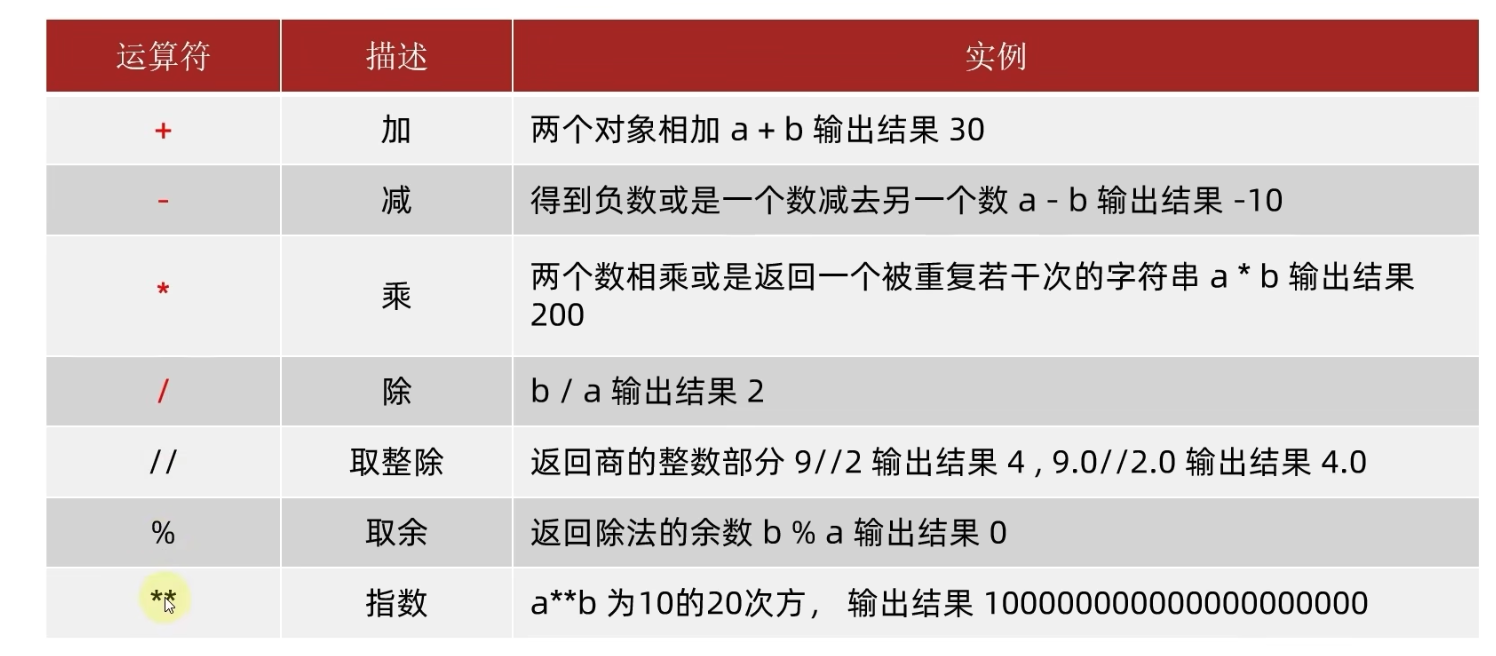 运算符 描述 实例
+ 加 两个对象相加 a + b 输出结果 30
- 减 得到负数或是一个数减去另一个数 a - b 输出结果 -10
* 乘 两个数相乘或是返回一个被重复若干次的字符串 a * b 输出结果
200
/ 除 b / a 输出结果 2
// 取整除 返回商的整数部分 9//2 输出结果 4 , 9.0//2.0 输出结果 4.0
% 取余 返回除法的余数 b % a 输出结果 0
** 指数 a**b 为10的20次方， 输出结果 100000000000000000000